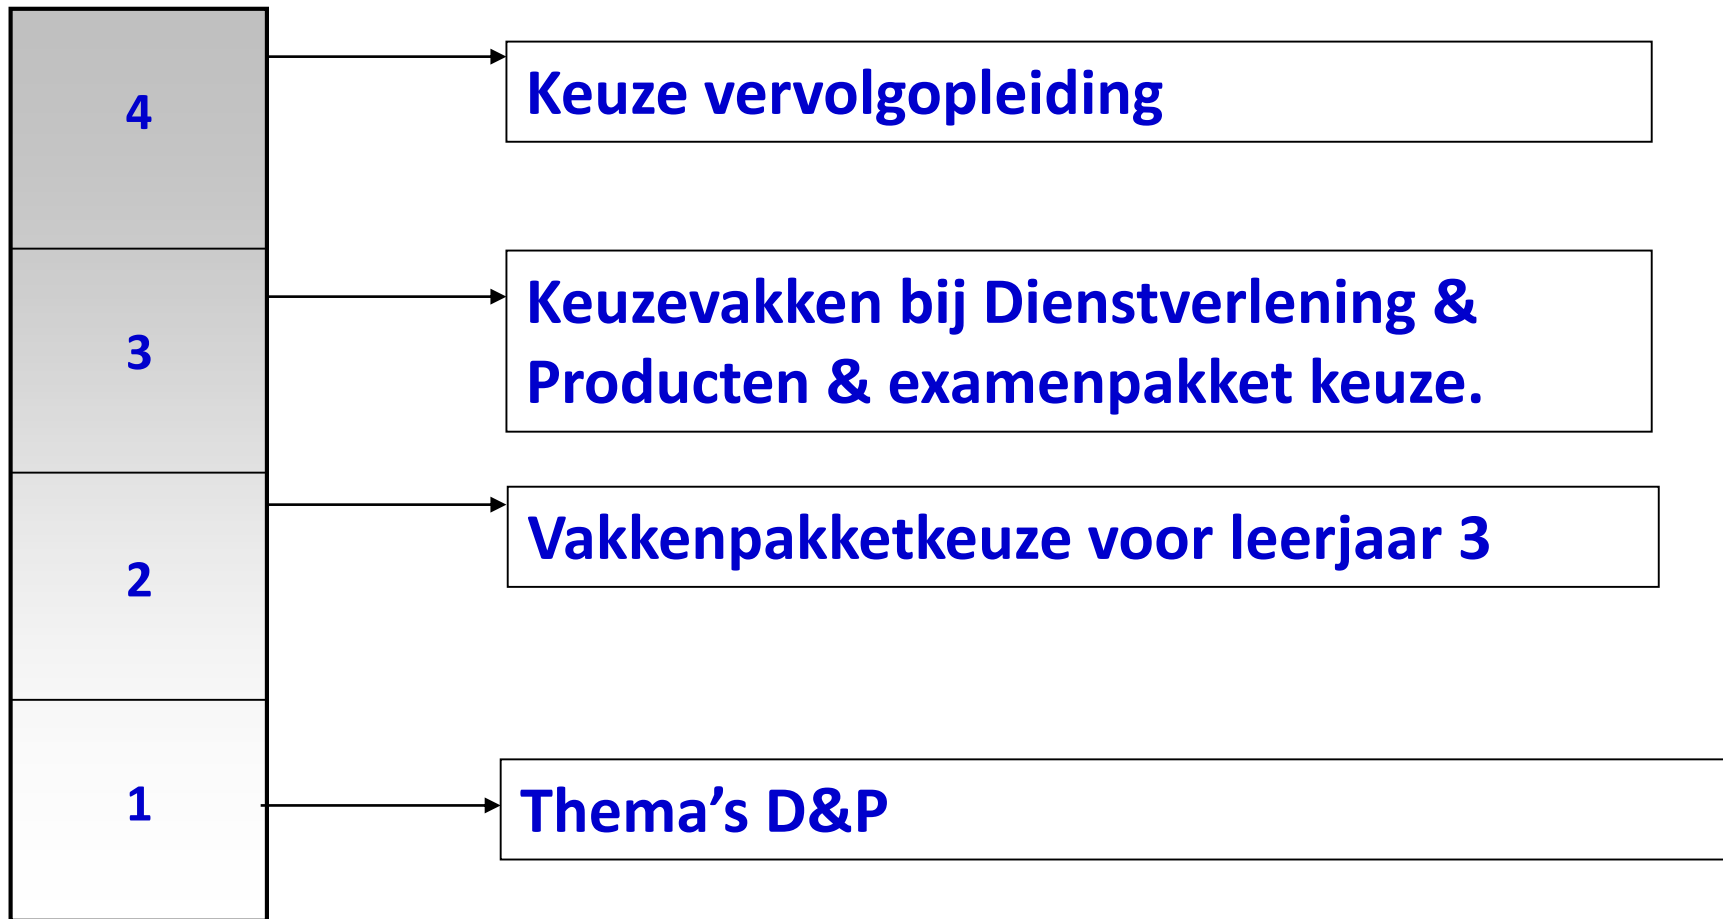 4
Keuze vervolgopleiding
3
Keuzevakken bij Dienstverlening &
Producten & examenpakket keuze.
2
Vakkenpakketkeuze voor leerjaar 3
1
Thema’s D&P